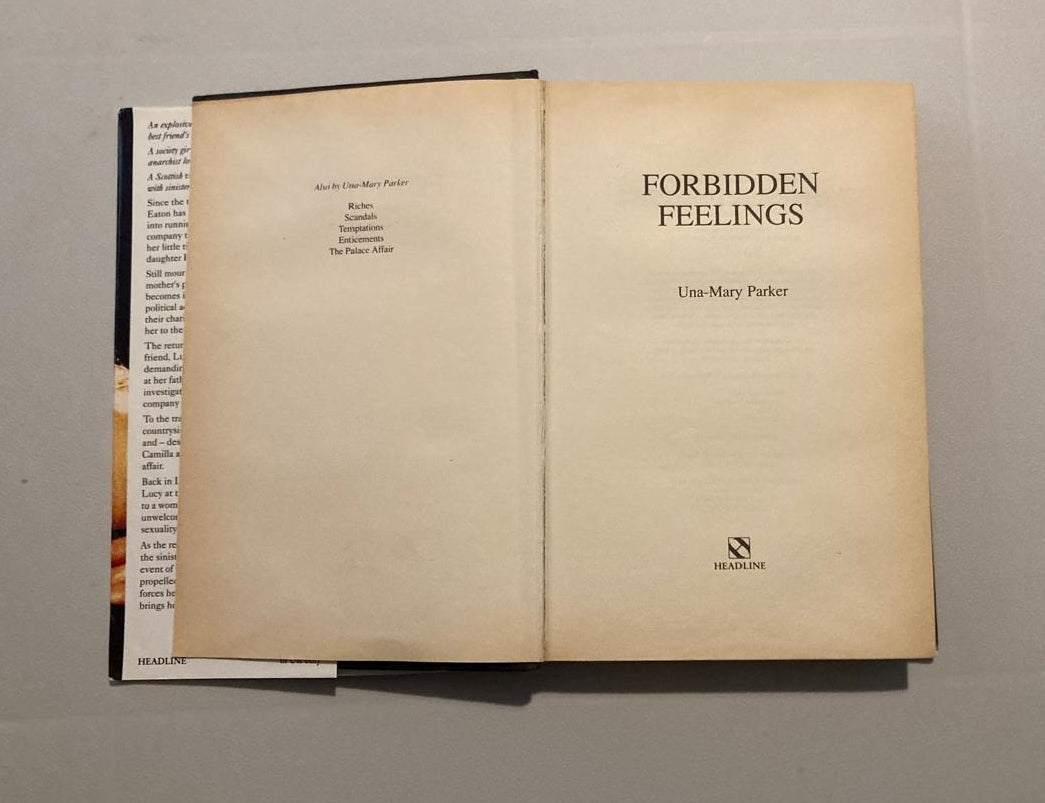 An explosive
best friend's
A society gir
anarchist lo
A Scottish
with sinister
Since the
Eaton has
into runni
company
her little
daughter
Still mour
mother's p
becomes i
political a
their char
her to the
The retur
friend, Lu
demandin
at her fath
investigat
company
To the tra
countrysi
and – des
Camilla a
affair.
Back in L
Lucy at t
to a wom
unwelcor
sexuality
As the re
the sinist
event of
propelled
forces he
brings he
HEADLINE
Also by Una-Mary Parker
Riches
Scandals
Temptations
Enticements
The Palace Affair
FORBIDDEN
FEELINGS
Una-Mary Parker
HEADLINE